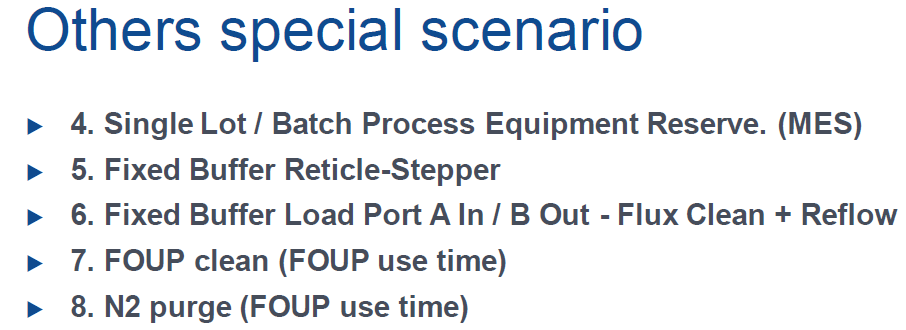 Others special scenario
► 4. Single Lot / Batch Process Equipment Reserve. (MES)
► 5. Fixed Buffer Reticle-Stepper
► 6. Fixed Buffer Load Port A In / B Out - Flux Clean + Reflow
► 7. FOUP clean (FOUP use time)
► 8. N2 purge (FOUP use time)